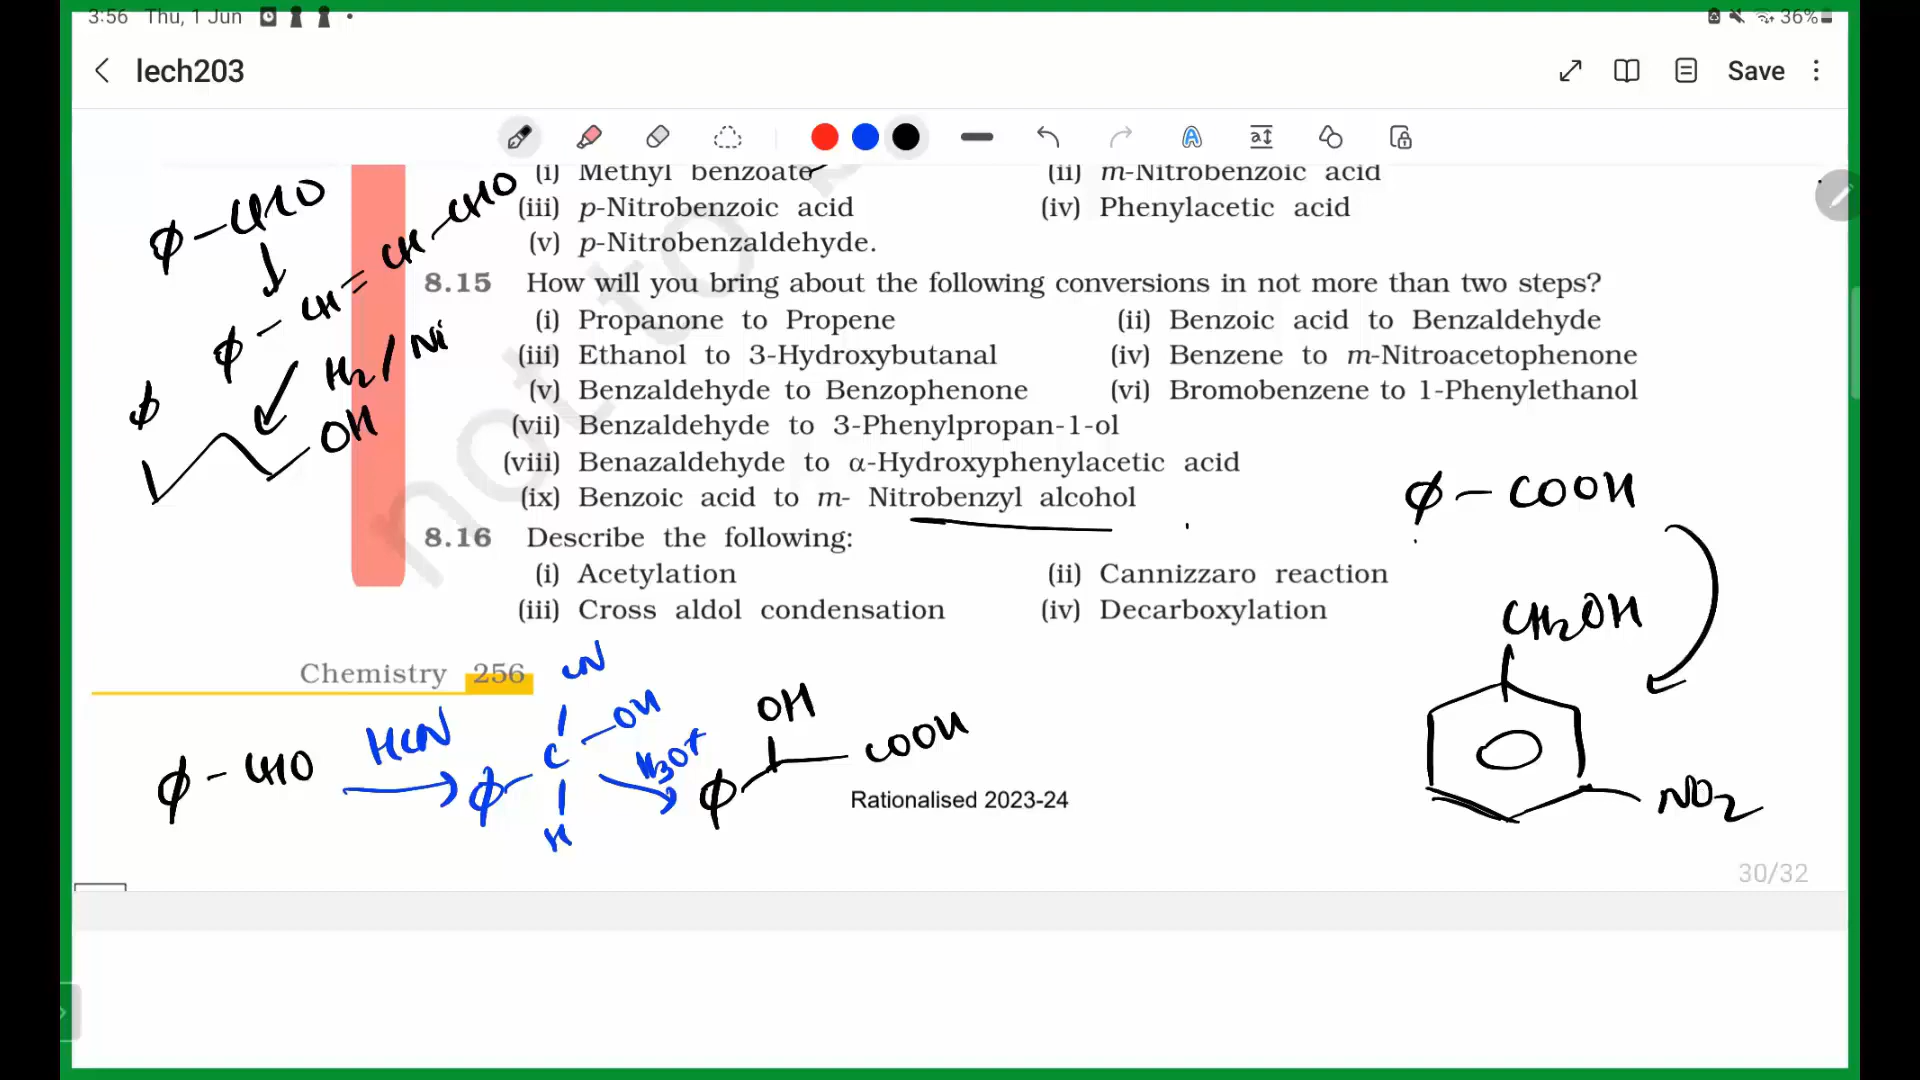 3:56 Thu, 1 Jun
36%
lech203
Save
(i) Methyl benzoate (ii) m-Nitrobenzoic acid
(iii) p-Nitrobenzoic acid (iv) Phenylacetic acid
(v) p-Nitrobenzaldehyde.
8.15 How will you bring about the following conversions in not more than two steps?
(i) Propanone to Propene (ii) Benzoic acid to Benzaldehyde
(iii) Ethanol to 3-Hydroxybutanal (iv) Benzene to m-Nitroacetophenone
(v) Benzaldehyde to Benzophenone (vi) Bromobenzene to 1-Phenylethanol
(vii) Benzaldehyde to 3-Phenylpropan-1-ol
(viii) Benazaldehyde to α-Hydroxyphenylacetic acid
(ix) Benzoic acid to m- Nitrobenzyl alcohol
8.16 Describe the following:
(i) Acetylation (ii) Cannizzaro reaction
(iii) Cross aldol condensation (iv) Decarboxylation
Chemistry 256
Rationalised 2023-24
30/32
not to
ϕ-CHO
ϕ-CH=CH-CHO
H2/Ni
ϕ
OH
ϕ-COOH
CH2OH
NO2
ϕ-CHO
HCN
CN
ϕ-C-OH
H
H3O+
OH
ϕ
COOH